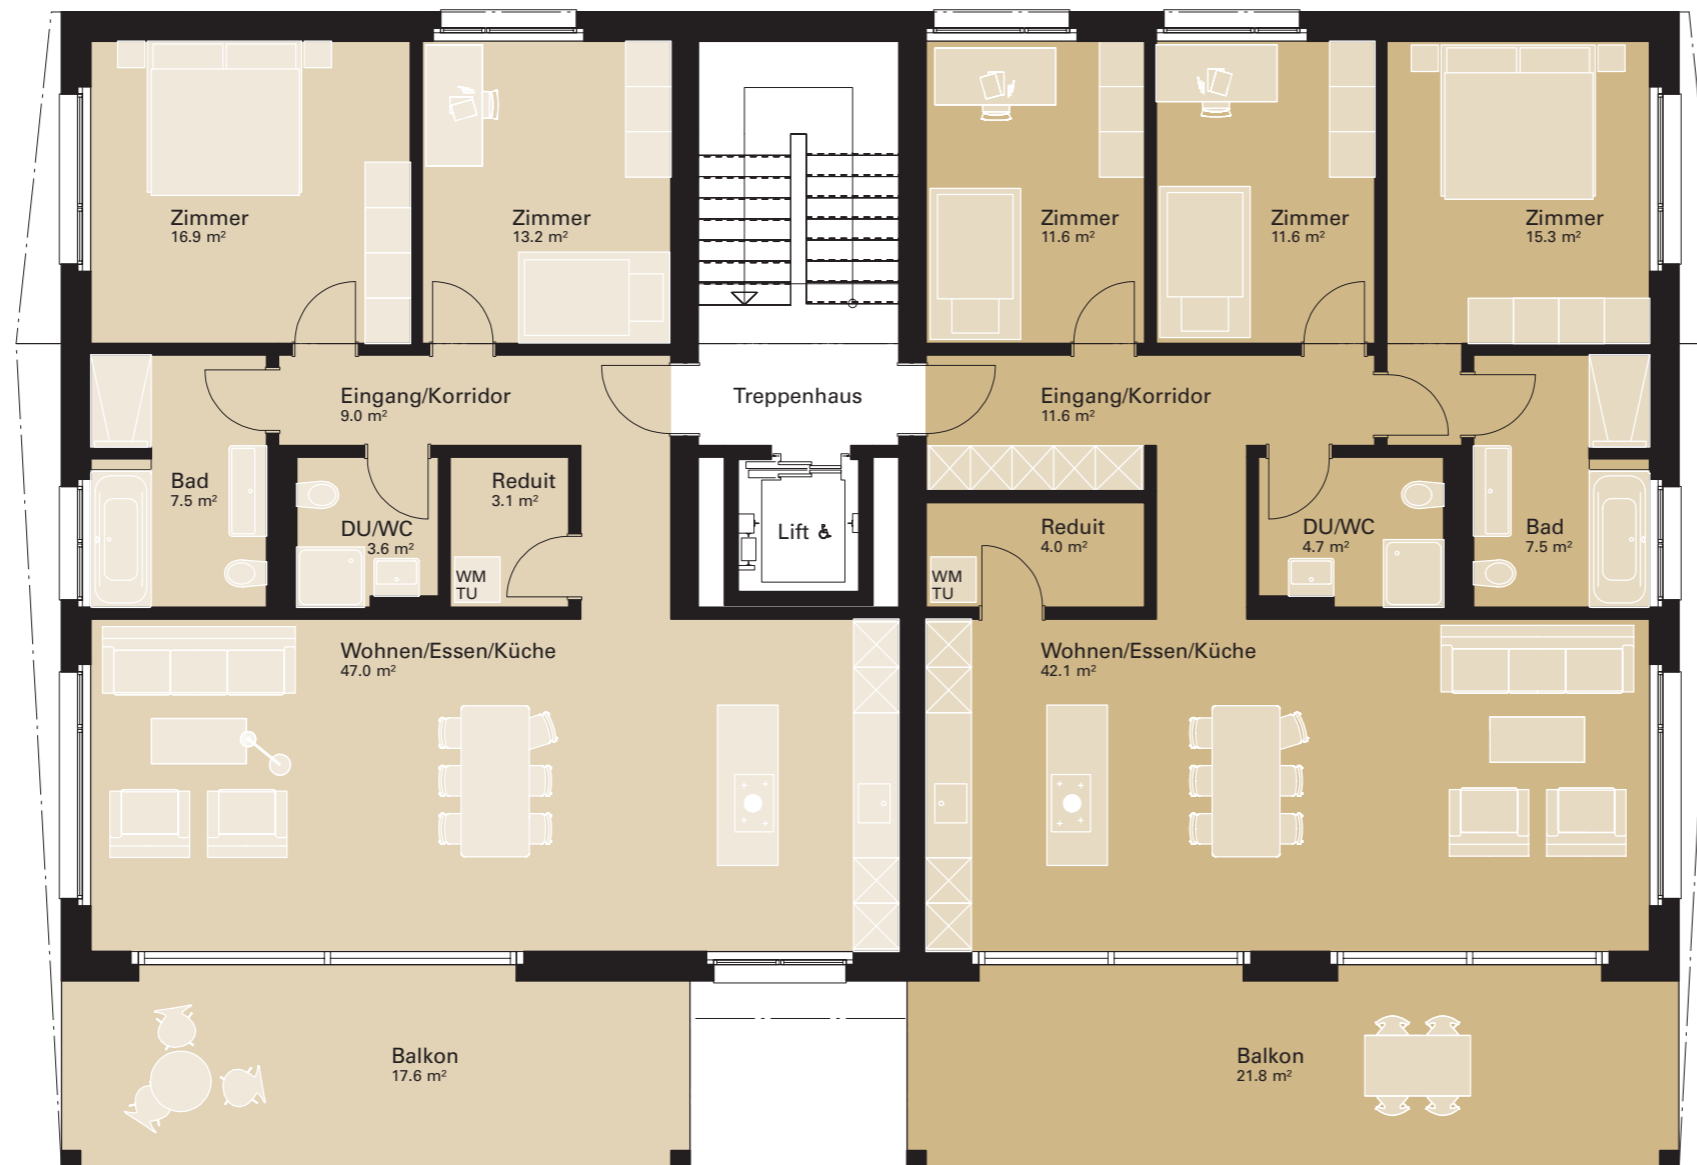 Zimmer
16.9 m²
Zimmer
13.2 m²
Zimmer
11.6 m²
Zimmer
11.6 m²
Zimmer
15.3 m²
Eingang/Korridor
9.0 m²
Treppenhaus
Eingang/Korridor
11.6 m²
Bad
7.5 m²
DU/WC
3.6 m²
Reduit
3.1 m²
WM
TU
Lift
Reduit
4.0 m²
WM
TU
DU/WC
4.7 m²
Bad
7.5 m²
Wohnen/Essen/Küche
47.0 m²
Wohnen/Essen/Küche
42.1 m²
Balkon
17.6 m²
Balkon
21.8 m²